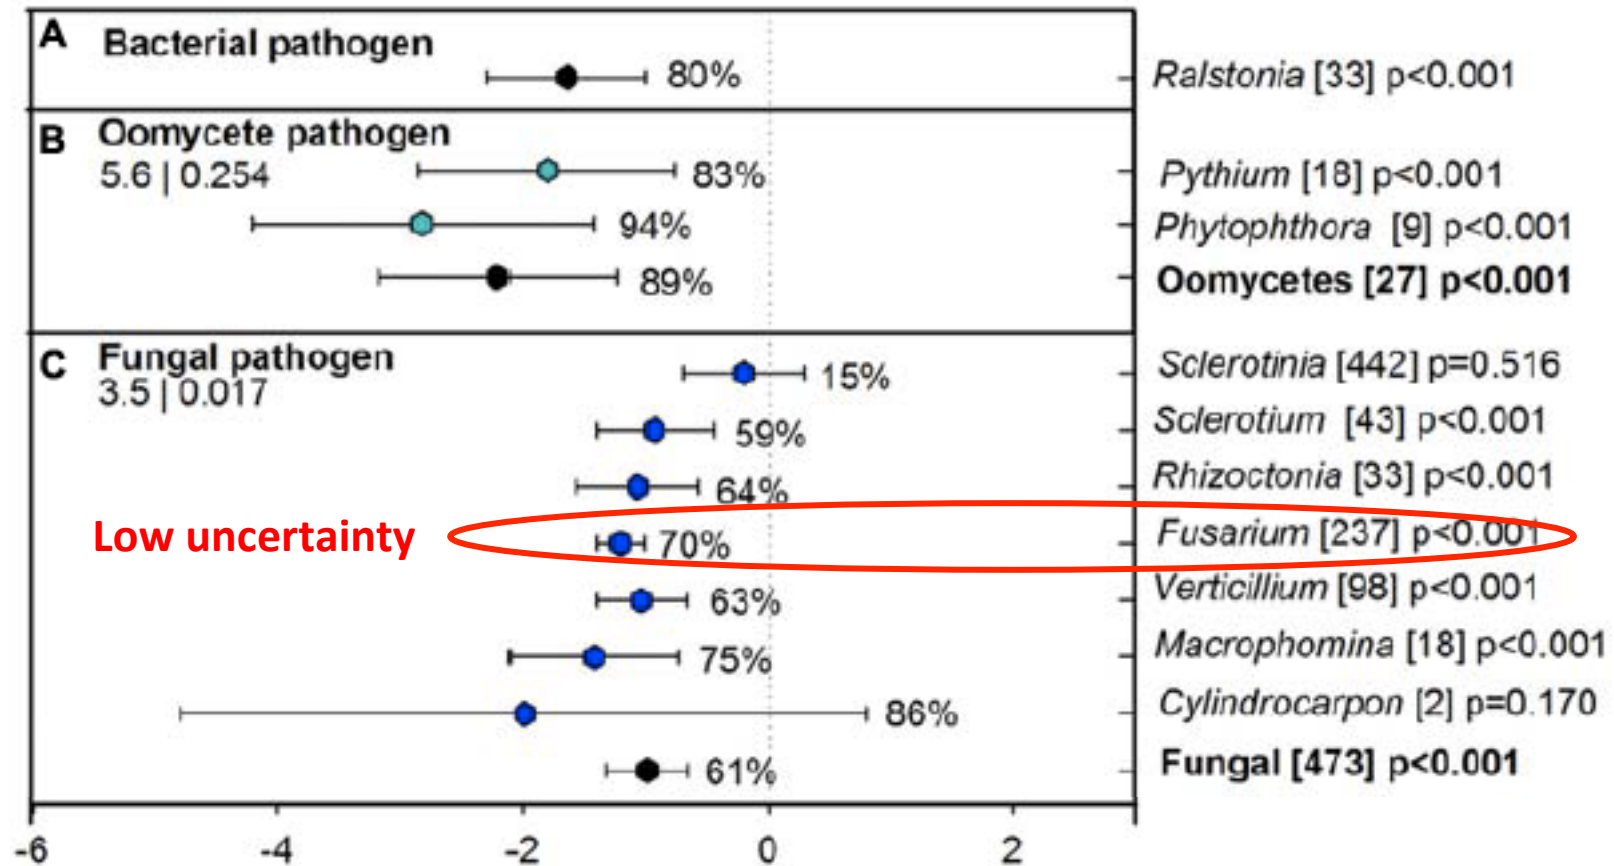 A Bacterial pathogen
80% Ralstonia [33] p<0.001
B Oomycete pathogen
5.6 | 0.254
83% Pythium [18] p<0.001
94% Phytophthora [9] p<0.001
89% Oomycetes [27] p<0.001
C Fungal pathogen
3.5 | 0.017
15% Sclerotinia [442] p=0.516
59% Sclerotium [43] p<0.001
64% Rhizoctonia [33] p<0.001
Low uncertainty 70% Fusarium [237] p<0.001
63% Verticillium [98] p<0.001
75% Macrophomina [18] p<0.001
86% Cylindrocarpon [2] p=0.170
61% Fungal [473] p<0.001
-6 -4 -2 0 2